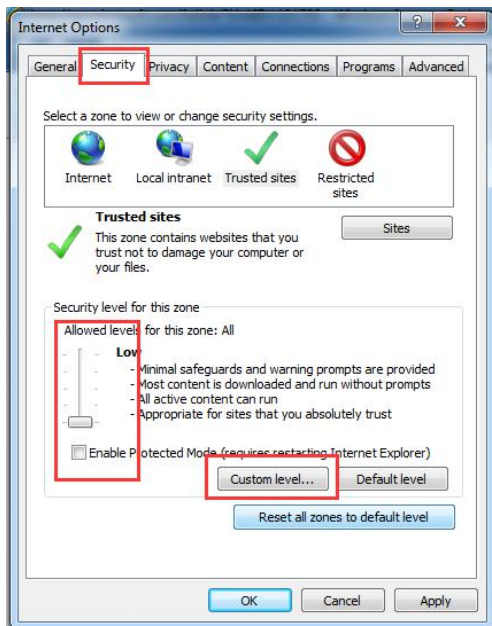 Internet Options
General Security Privacy Content Connections Programs Advanced
Select a zone to view or change security settings.
Internet Local intranet Trusted sites Restricted sites
Trusted sites
Sites
This zone contains websites that you
trust not to damage your computer or
your files.
Security level for this zone
Allowed levels for this zone: All
Low
- Minimal safeguards and warning prompts are provided
- Most content is downloaded and run without prompts
- All active content can run
- Appropriate for sites that you absolutely trust
Enable Protected Mode (requires restarting Internet Explorer)
Custom level... Default level
Reset all zones to default level
OK Cancel Apply